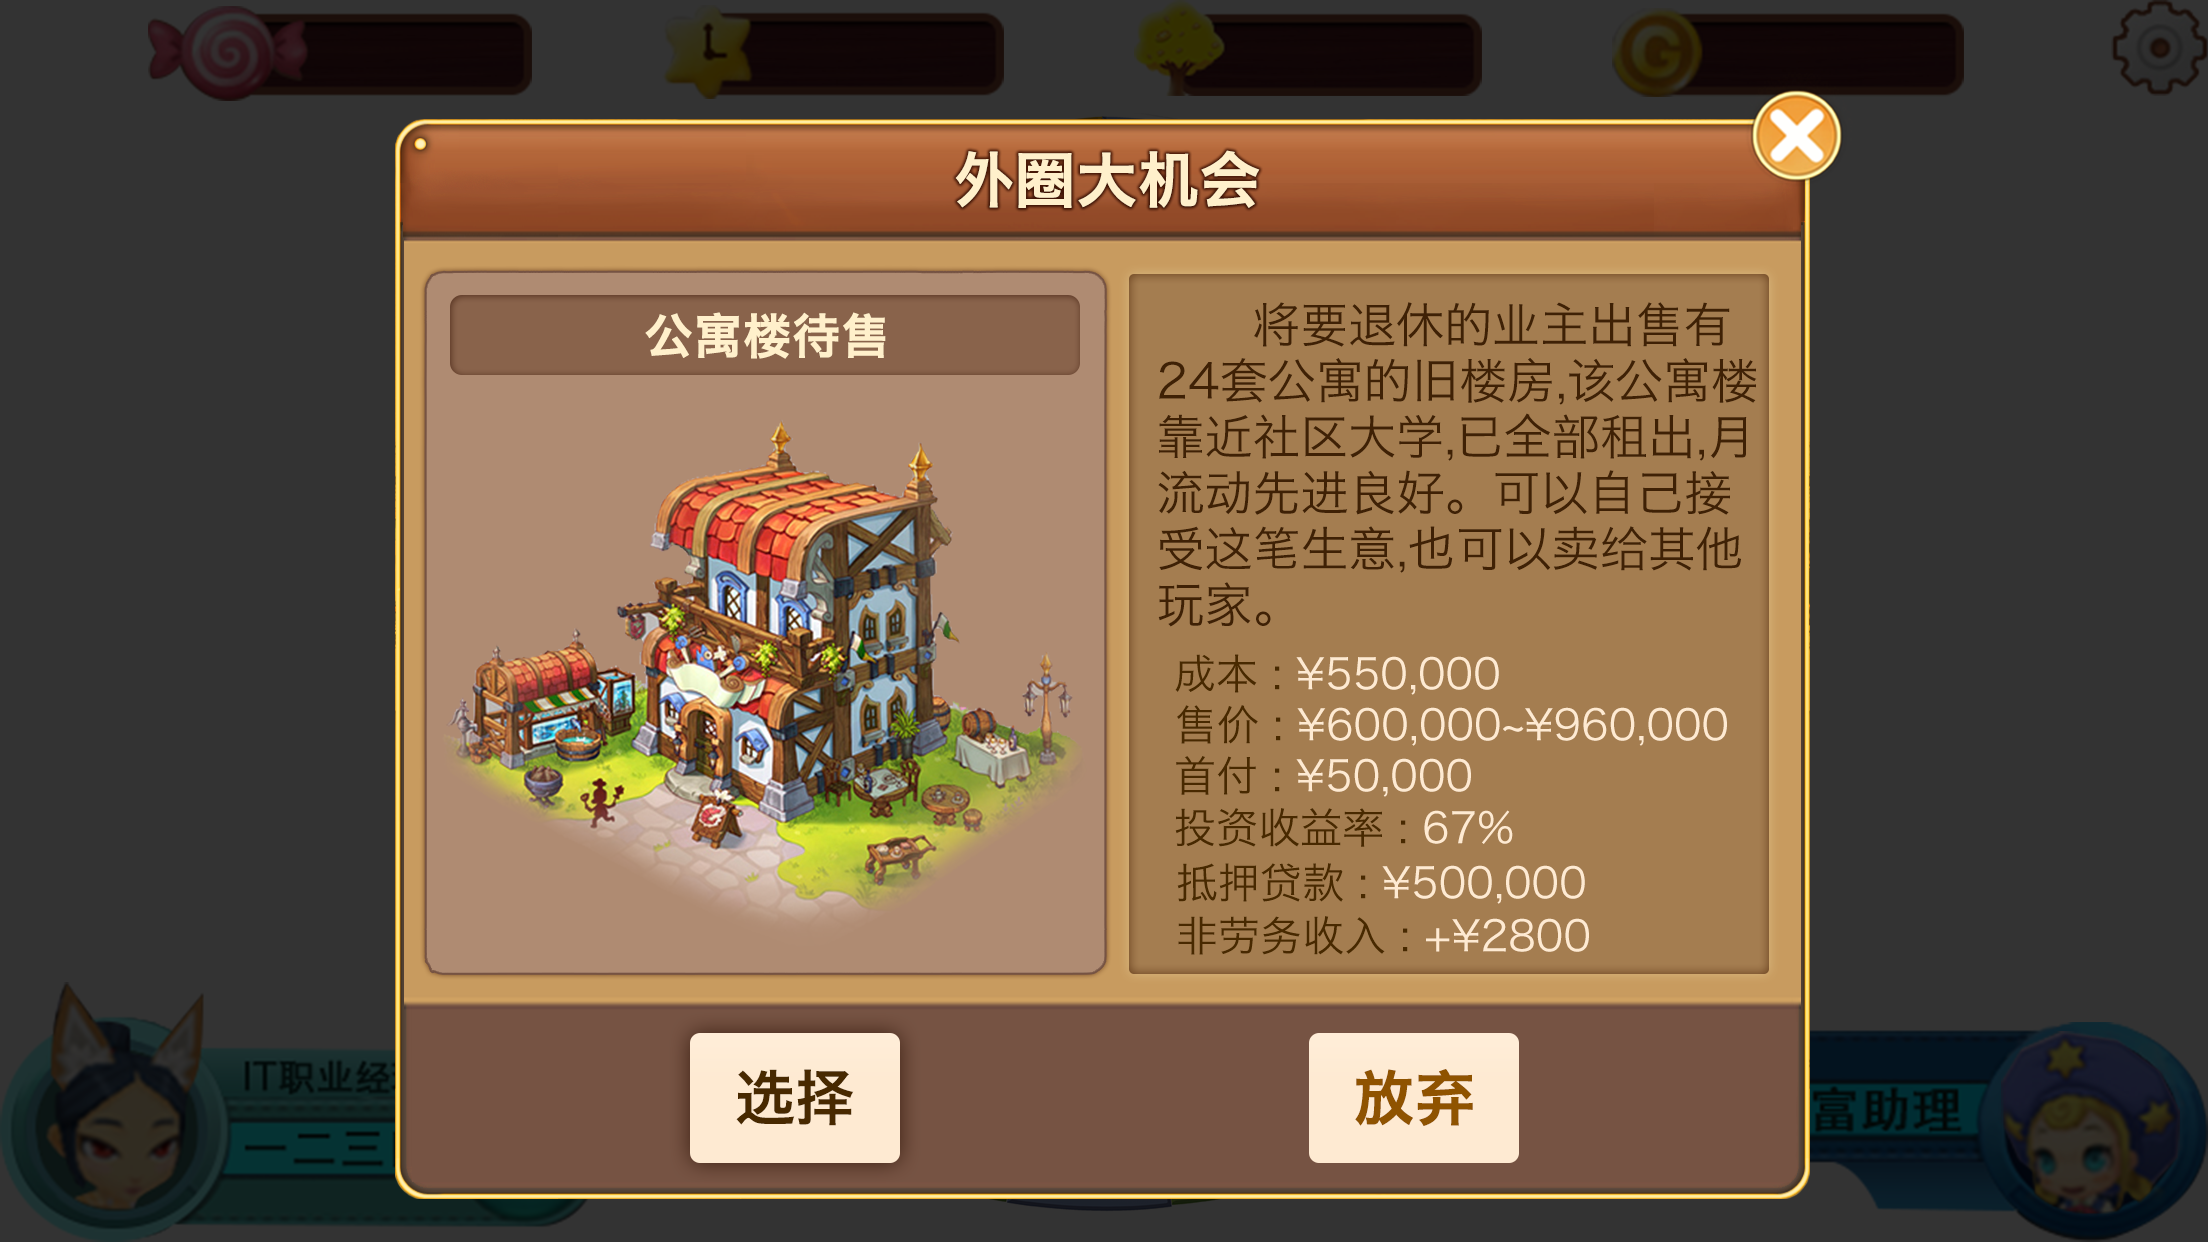 外圈大机会
公寓楼待售
将要退休的业主出售有
24套公寓的旧楼房,该公寓楼
靠近社区大学,已全部租出,月
流动先进良好。可以自己接
受这笔生意,也可以卖给其他
玩家。
成本：¥550,000
售价：¥600,000~¥960,000
首付：¥50,000
投资收益率：67%
抵押贷款：¥500,000
非劳务收入：+¥2800
选择
放弃
IT职业经
一二三
富助理